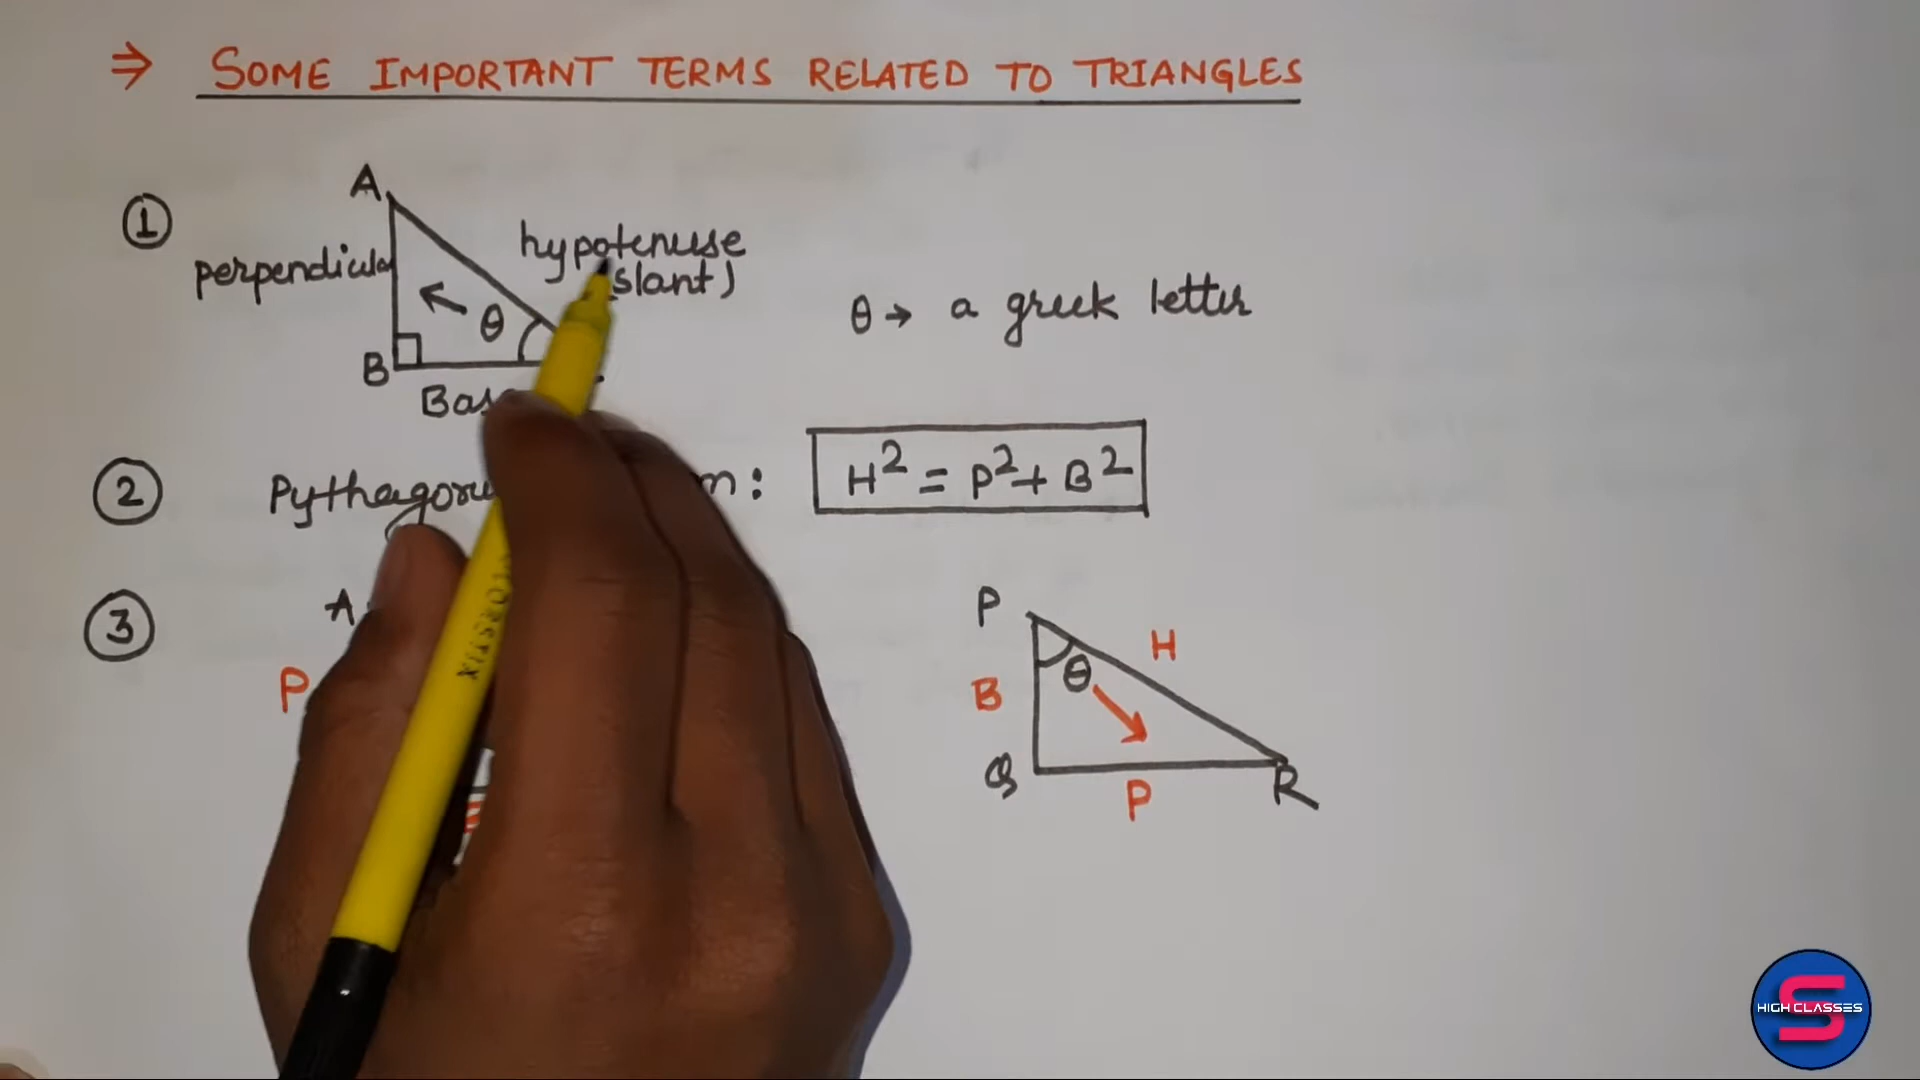 ⇒ SOME IMPORTANT TERMS RELATED TO TRIANGLES
① A
perpendicular
hypotenuse
(slant)
θ
B
θ → a greek letter
② : H² = P² + B²
③ A
P
P
H
θ
B
Q
R
P
S
HIGH CLASSES